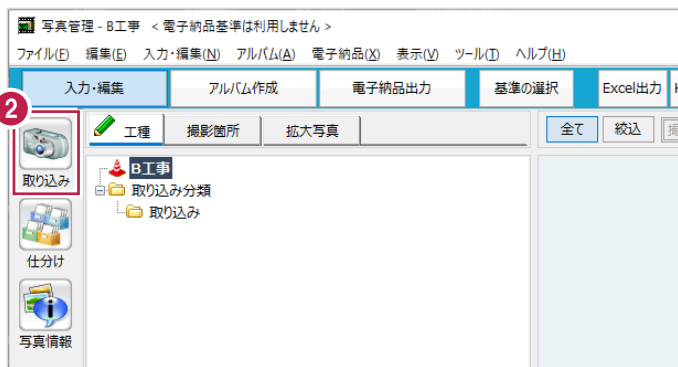 写真管理 - B工事 < 電子納品基準は利用しません >
ファイル(F) 編集(E) 入力・編集(N) アルバム(A) 電子納品(X) 表示(V) ツール(T) ヘルプ(H)
入力・編集 アルバム作成 電子納品出力 基準の選択 Excel出力
2
工種 撮影箇所 拡大写真 全て 絞込
取り込み
B工事
取り込み分類
取り込み
仕分け
写真情報